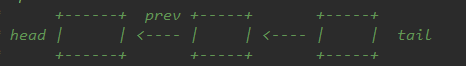 +------+  prev +-----+       +-----+
head |      | <---- |     | <---- |     |  tail
+------+       +-----+       +-----+